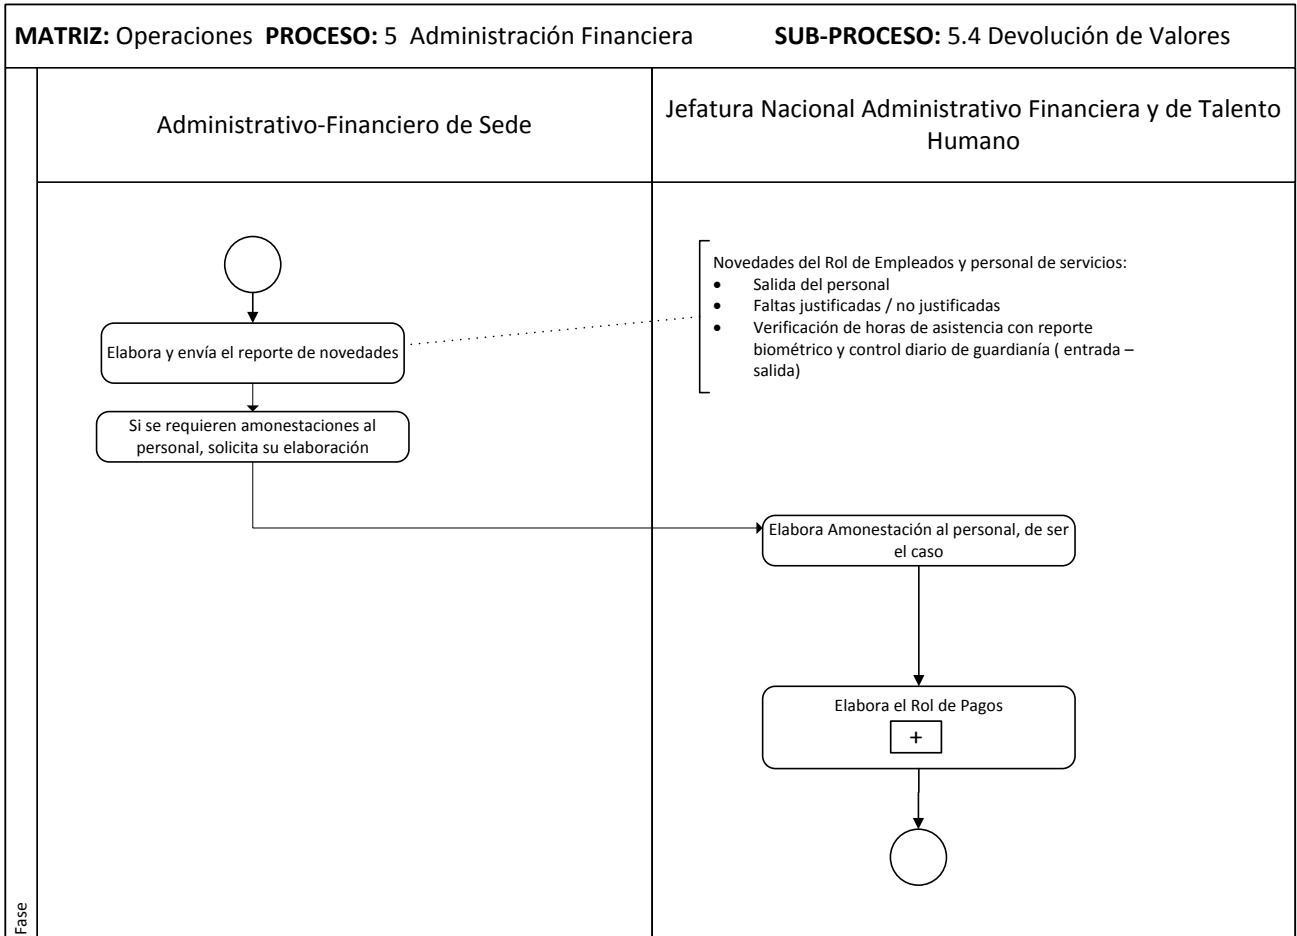 MATRIZ: Operaciones  PROCESO: 5  Administración Financiera  SUB-PROCESO: 5.4 Devolución de Valores
Administrativo-Financiero de Sede
Jefatura Nacional Administrativo Financiera y de Talento
Humano
Novedades del Rol de Empleados y personal de servicios:
• Salida del personal
• Faltas justificadas / no justificadas
• Verificación de horas de asistencia con reporte
biométrico y control diario de guardianía ( entrada –
salida)
Elabora y envía el reporte de novedades
Si se requieren amonestaciones al
personal, solicita su elaboración
Elabora Amonestación al personal, de ser
el caso
Elabora el Rol de Pagos
+
Fase